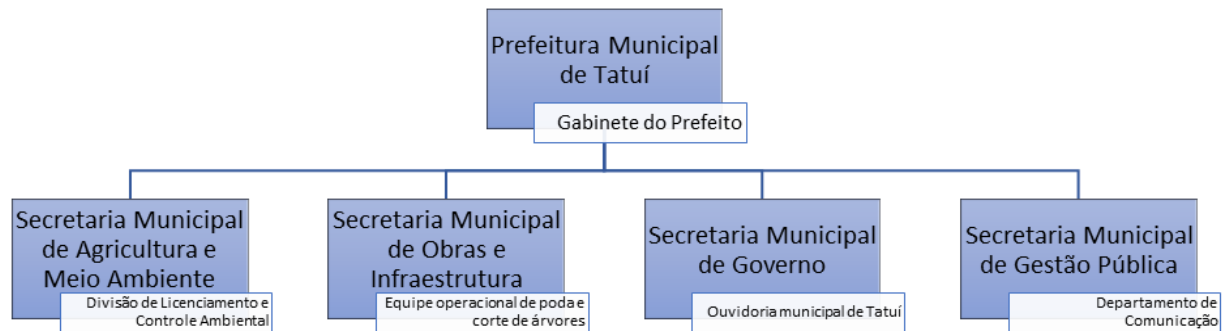 Prefeitura Municipal
de Tatuí
Gabinete do Prefeito
Secretaria Municipal
de Agricultura e
Meio Ambiente
Divisão de Licenciamento e
Controle Ambiental
Secretaria Municipal
de Obras e
Infraestrutura
Equipe operacional de poda e
corte de árvores
Secretaria Municipal
de Governo
Ouvidoria municipal de Tatuí
Secretaria Municipal
de Gestão Pública
Departamento de
Comunicação